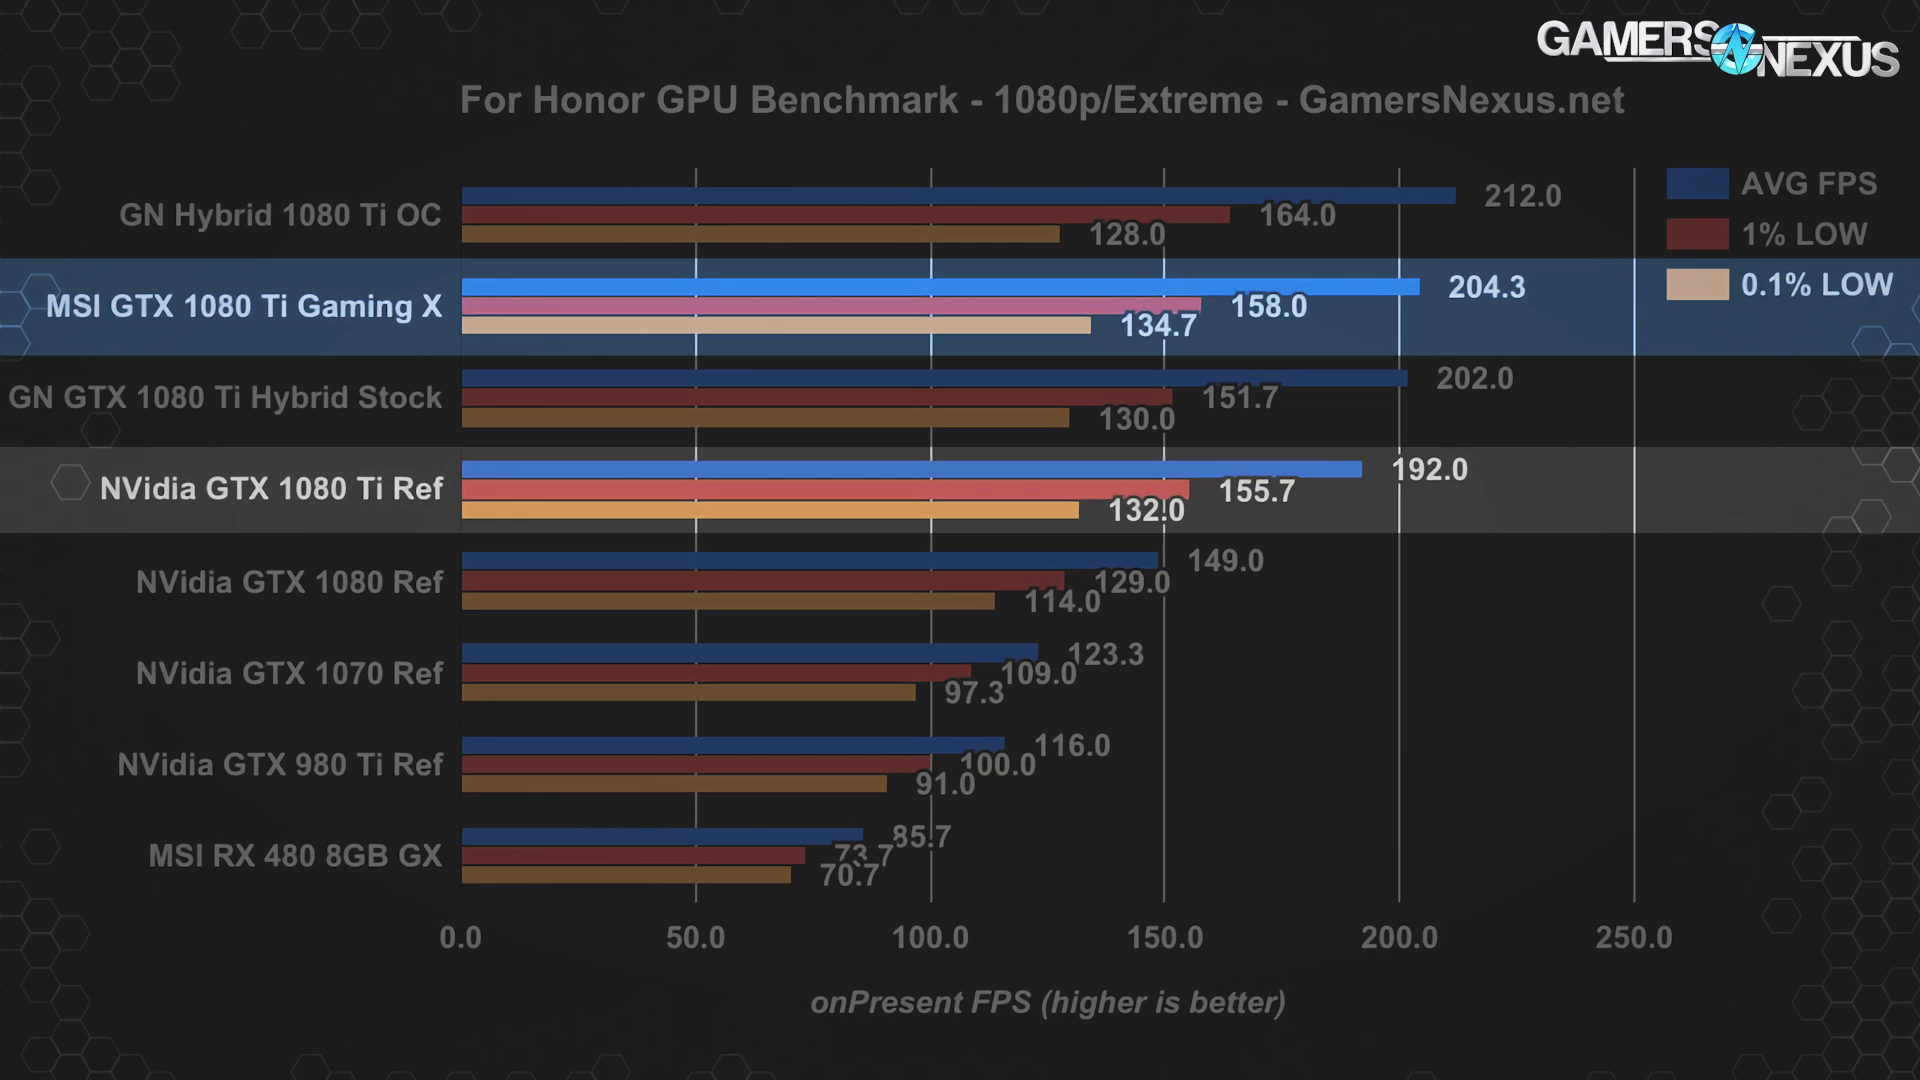 GAMERS NEXUS
For Honor GPU Benchmark - 1080p/Extreme - GamersNexus.net
AVG FPS
1% LOW
0.1% LOW
GN Hybrid 1080 Ti OC
212.0
164.0
128.0
MSI GTX 1080 Ti Gaming X
204.3
158.0
134.7
GN GTX 1080 Ti Hybrid Stock
202.0
151.7
130.0
NVidia GTX 1080 Ti Ref
192.0
155.7
132.0
NVidia GTX 1080 Ref
149.0
129.0
114.0
NVidia GTX 1070 Ref
123.3
109.0
97.3
NVidia GTX 980 Ti Ref
116.0
100.0
91.0
MSI RX 480 8GB GX
85.7
73.7
70.7
0.0 50.0 100.0 150.0 200.0 250.0
onPresent FPS (higher is better)